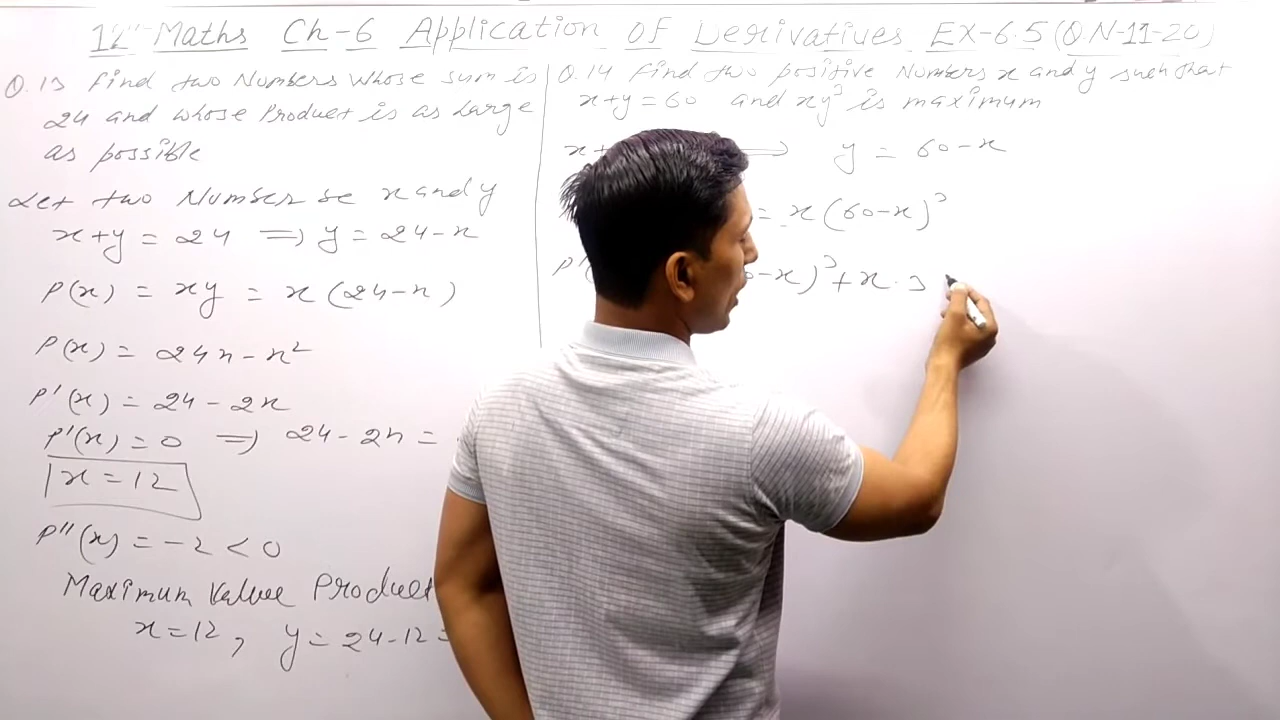 12th Maths Ch-6 Application of Derivatives EX-6.5 (Q.N-11-20)
Q.13 Find two Numbers whose sum is
24 and whose Product is as Large
as possible
Let two Number be x and y
x+y = 24 ⟹ y = 24-x
P(x) = xy = x(24-x)
P(x) = 24x - x²
P'(x) = 24 - 2x
P'(x) = 0 ⟹ 24 - 2x =
x = 12
P''(x) = -2 < 0
Maximum Value Product
x = 12, y = 24-12 =
Q.14 Find two positive Numbers x and y such that
x+y = 60 and xy³ is maximum
x+ ⟹ y = 60-x
= x(60-x)³
P'( -x)³ + x. 3